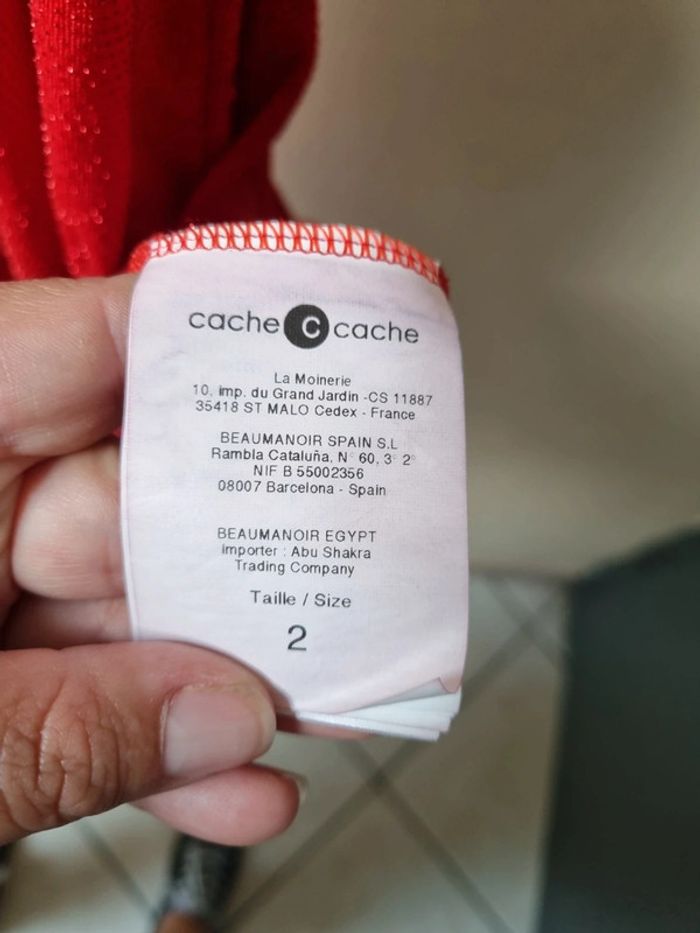 cache c cache
La Moinerie
10, imp. du Grand Jardin -CS 11887
35418 ST MALO Cedex - France
BEAUMANOIR SPAIN S.L
Rambla Cataluña, N° 60, 3° 2°
NIF B 55002356
08007 Barcelona - Spain
BEAUMANOIR EGYPT
importer : Abu Shakra
Trading Company
Taille / Size
2